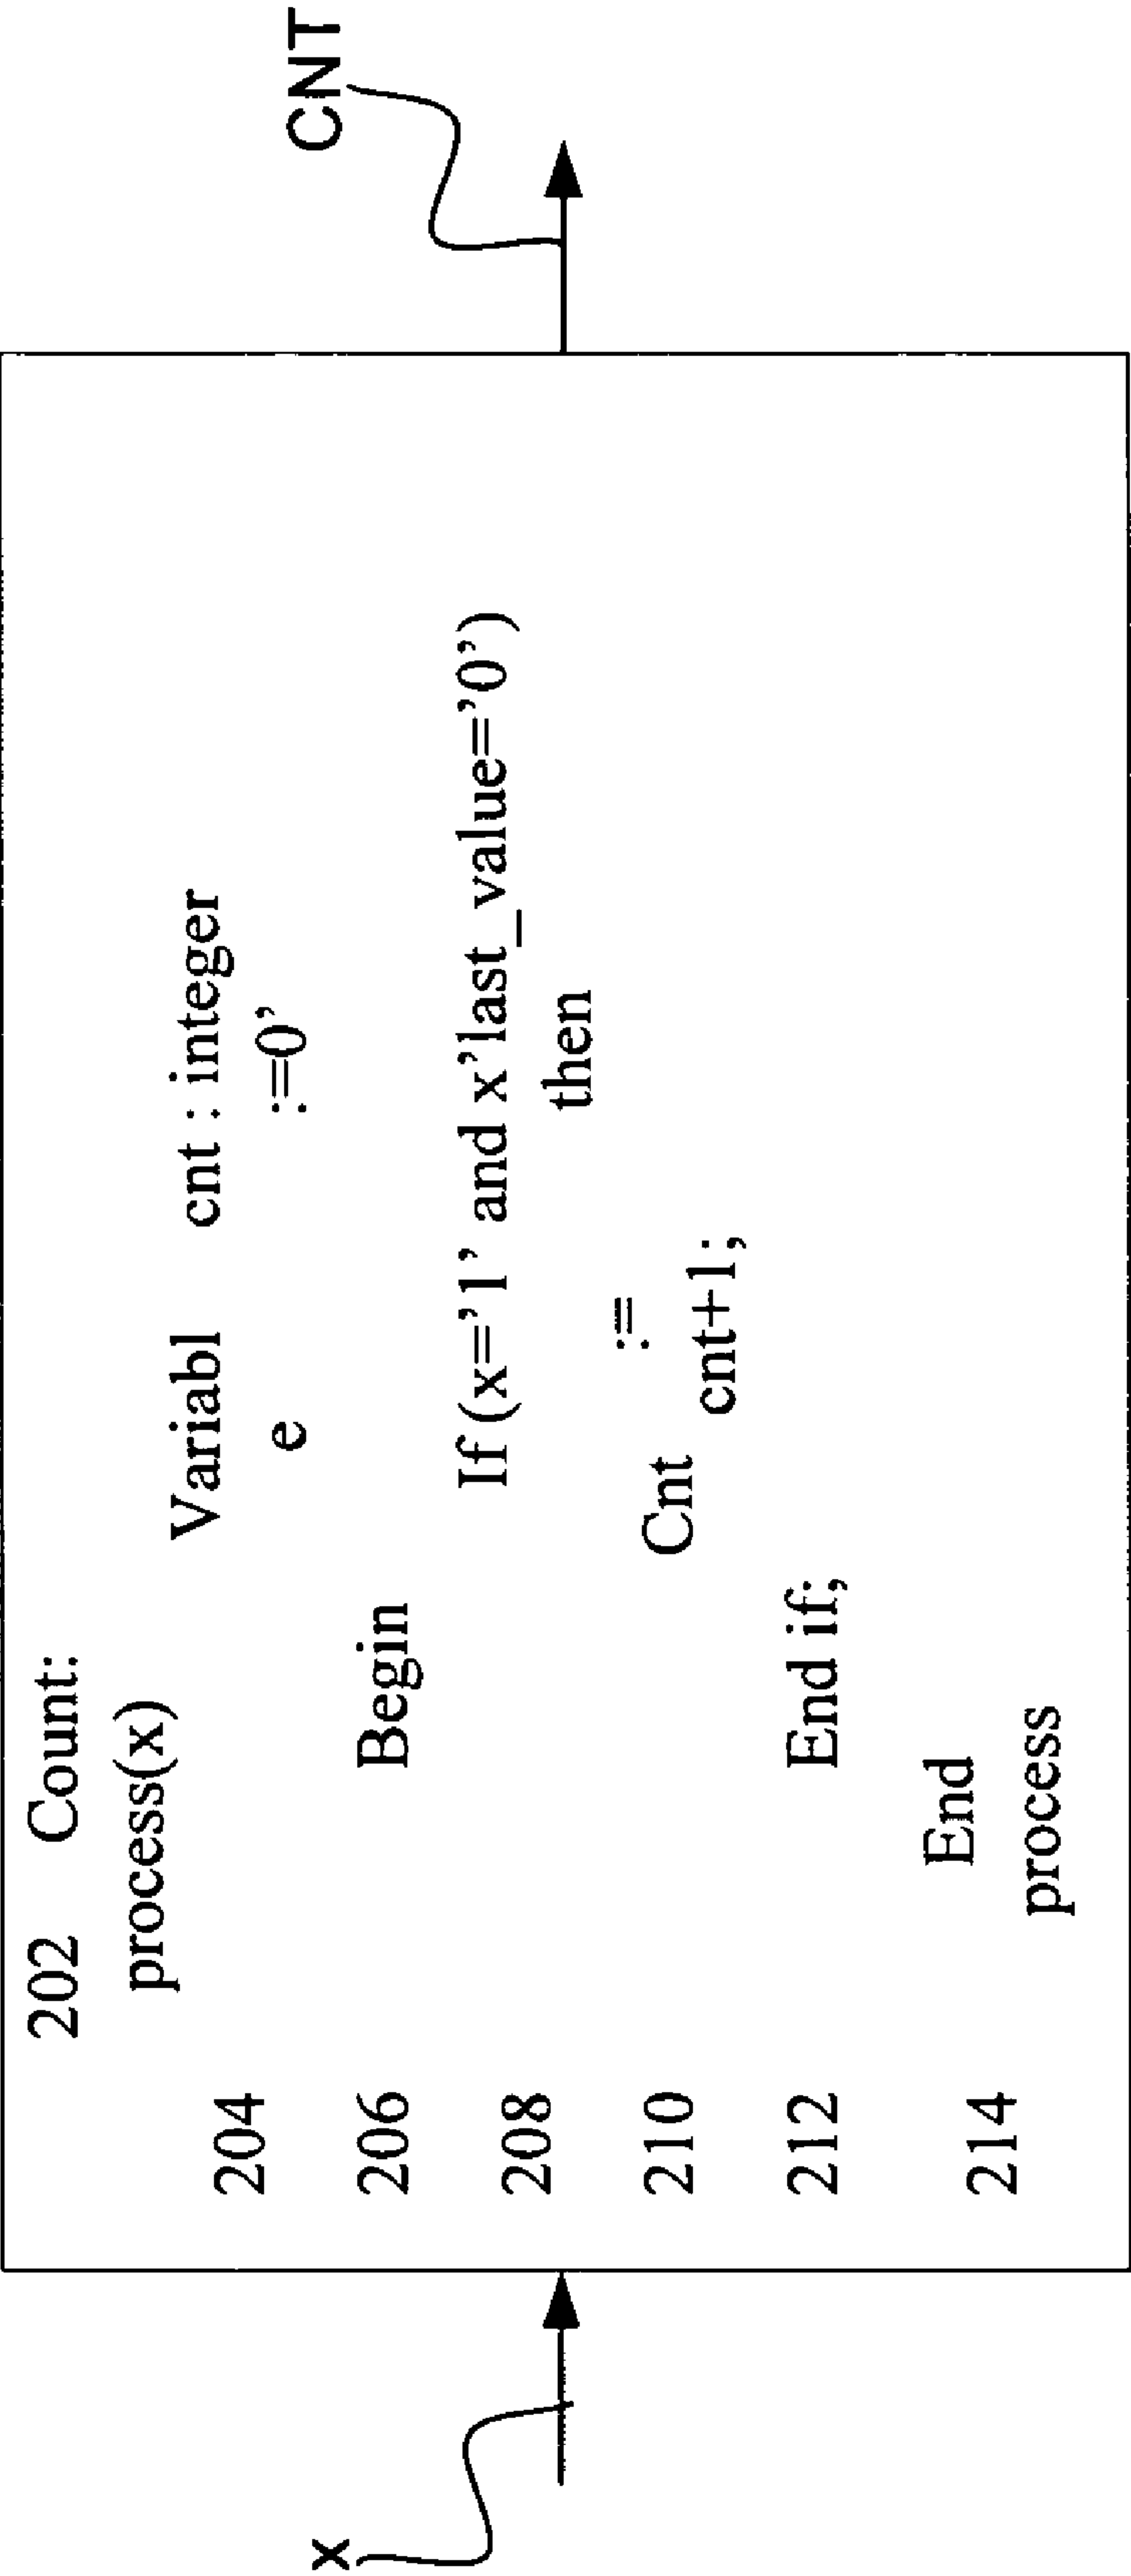 x
202 Count:
process(x)
204 Variabl cnt : integer
e :=0’
206 Begin
208 If (x=’1’ and x’last_value=’0’)
then
210 Cnt :=
cnt+1;
212 End if;
214 End
process
CNT